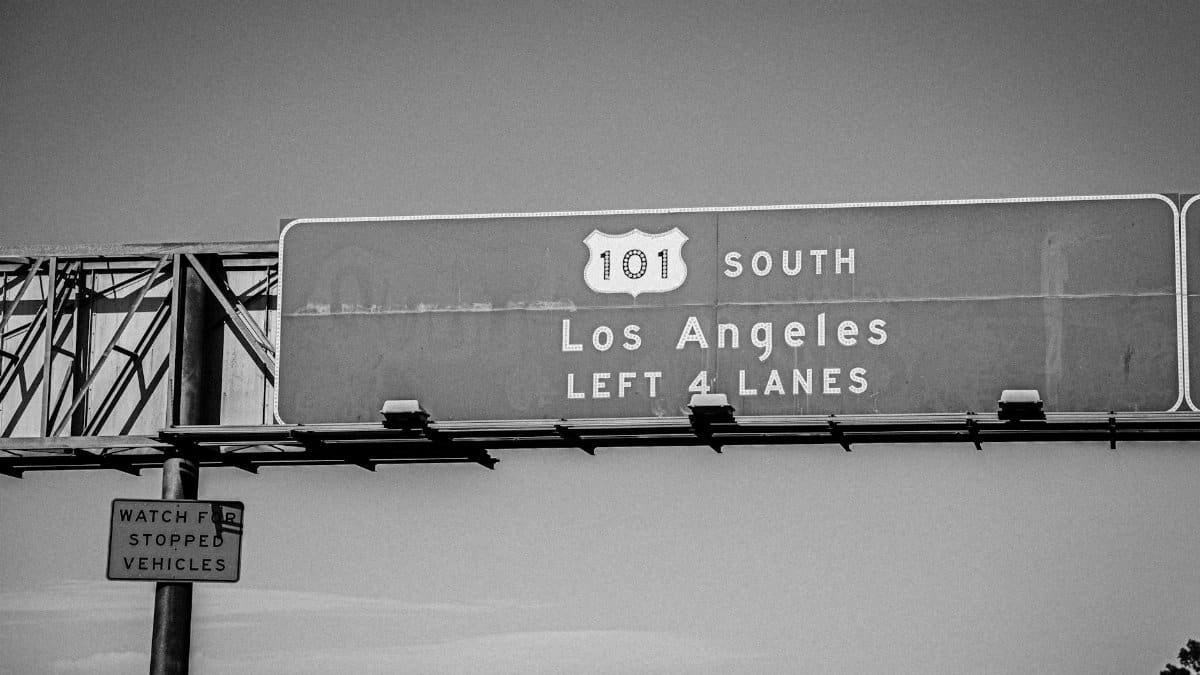 101 SOUTH
Los Angeles
LEFT 4 LANES
WATCH FOR
STOPPED
VEHICLES